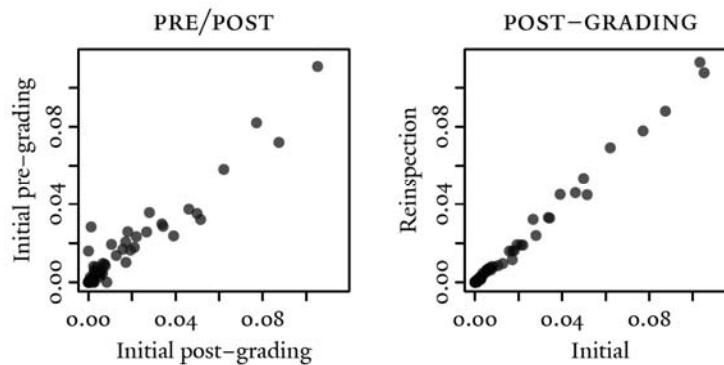 PRE/POST
Initial pre-grading
0.08
0.04
0.00
0.00 0.04 0.08
Initial post-grading
POST-GRADING
Reinspection
0.08
0.04
0.00
0.00 0.04 0.08
Initial